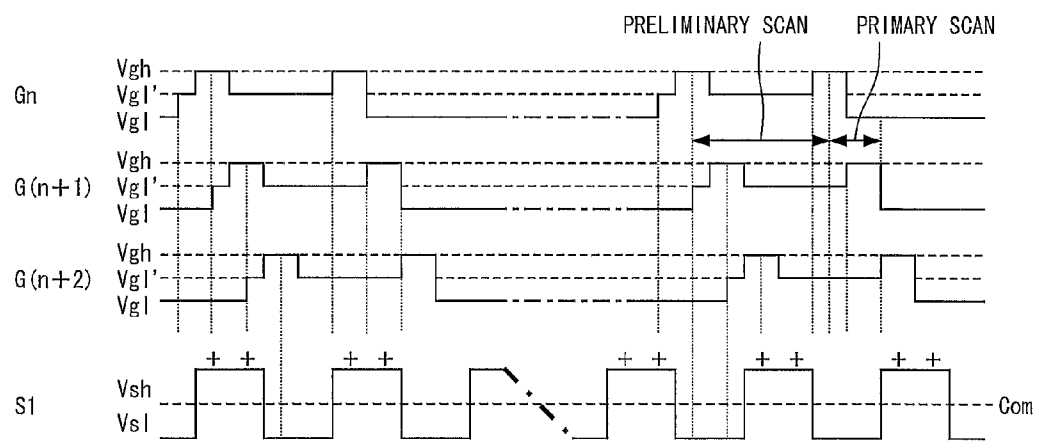 PRELIMINARY SCAN PRIMARY SCAN
Vgh
Gn Vgl'
Vgl
Vgh
G(n+1) Vgl'
Vgl
Vgh
G(n+2) Vgl'
Vgl
+ + + + + + + + + +
Vsh
S1 Com
Vsl